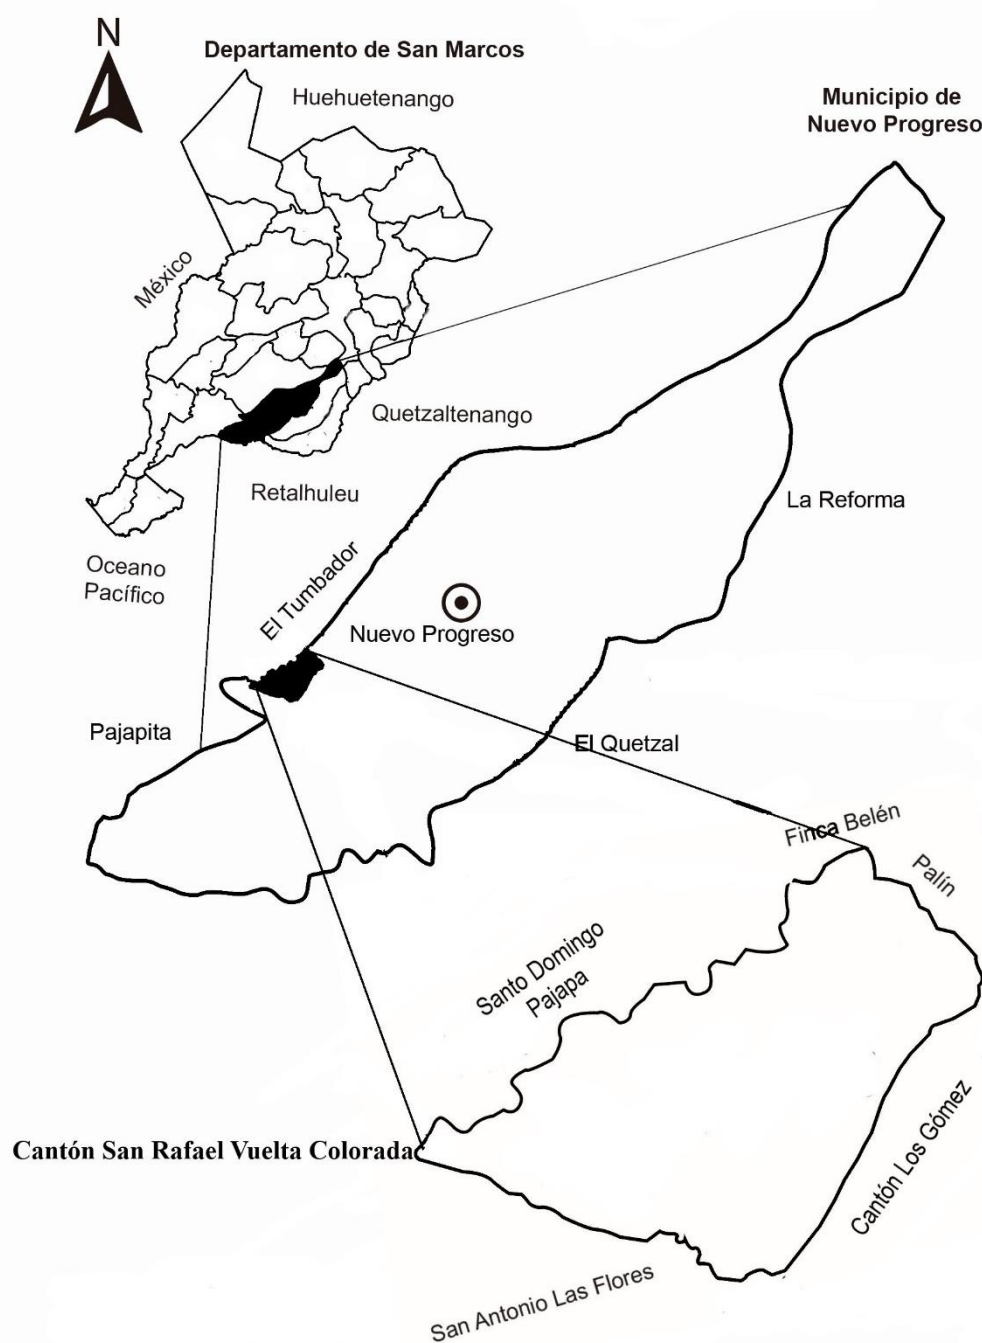 N
Departamento de San Marcos
Huehuetenango
Municipio de
Nuevo Progreso
México
Quetzaltenango
Retalhuleu
La Reforma
Oceano
Pacífico
El Tumbador
Nuevo Progreso
Pajapita
El Quetzal
Finca Belén
Palín
Santo Domingo
Pajapa
Cantón San Rafael Vuelta Colorada
Cantón Los Gómez
San Antonio Las Flores